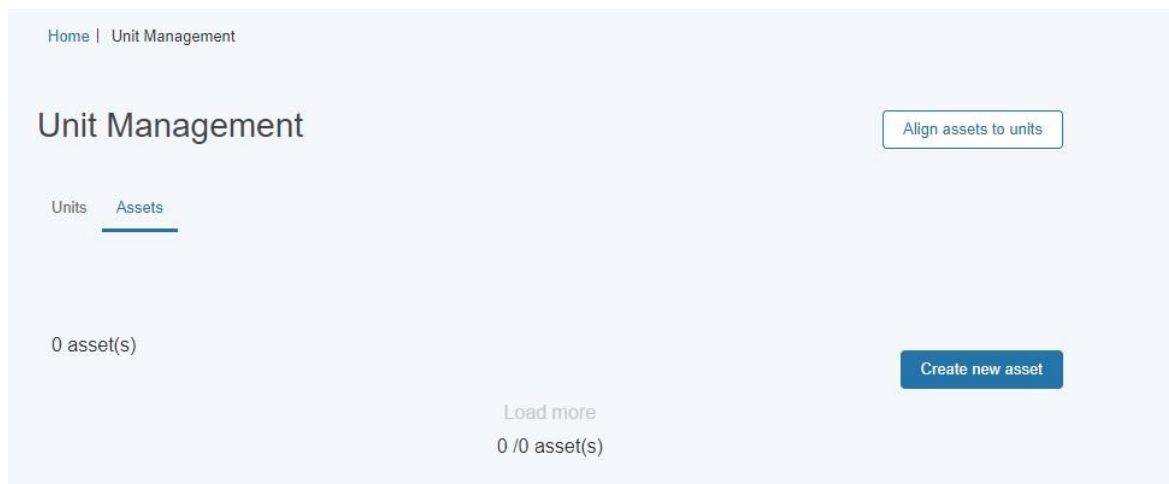 Home | Unit Management
Unit Management
Align assets to units
Units Assets
0 asset(s)
Create new asset
Load more
0 /0 asset(s)